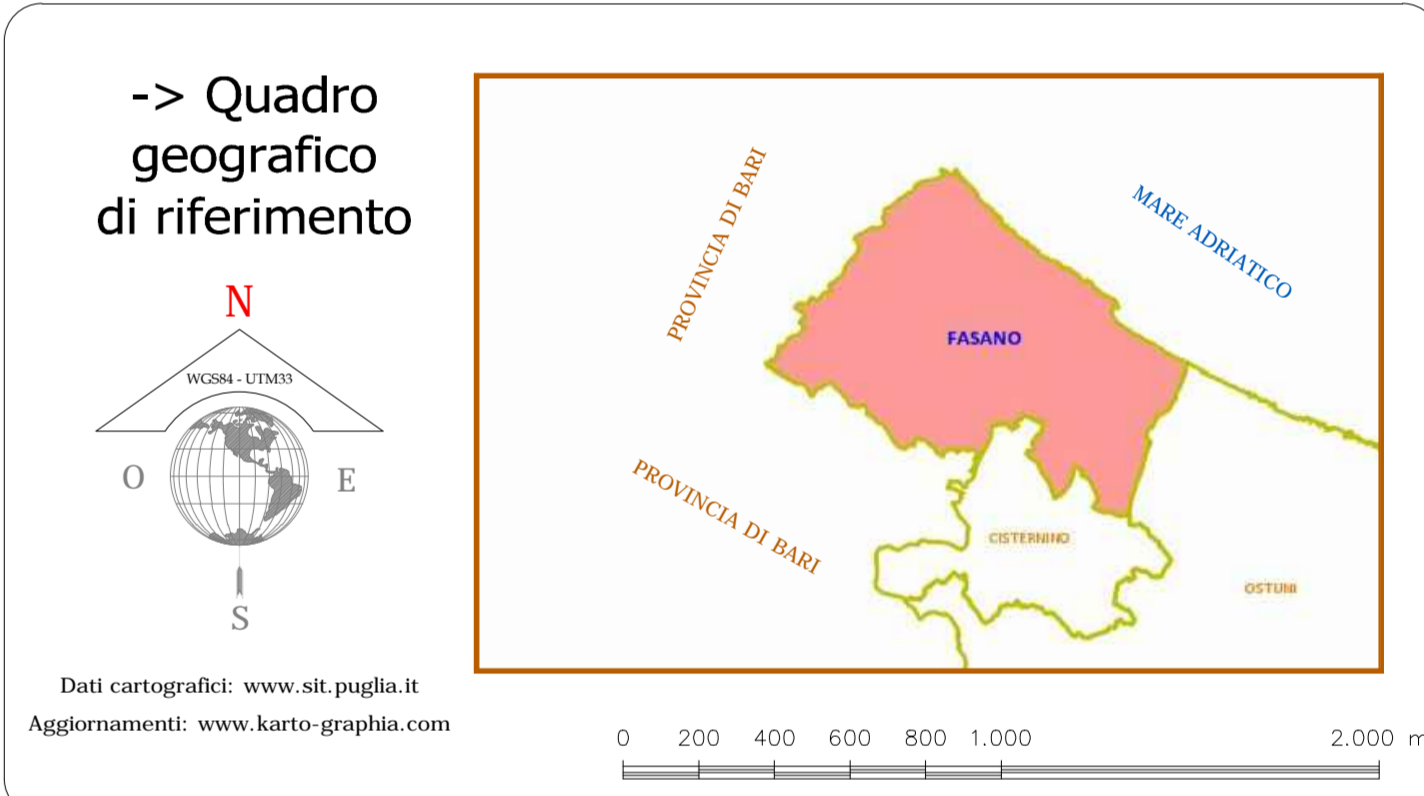 -> Quadro
geografico
di riferimento
N
WGS84 - UTM33
O
E
S
Dati cartografici: www.sit.puglia.it
Aggiornamenti: www.karto-graphia.com
PROVINCIA DI BARI
MARE ADRIATICO
FASANO
PROVINCIA DI BARI
CISTERNINO
OSTUNI
0 200 400 600 800 1.000 2.000 m